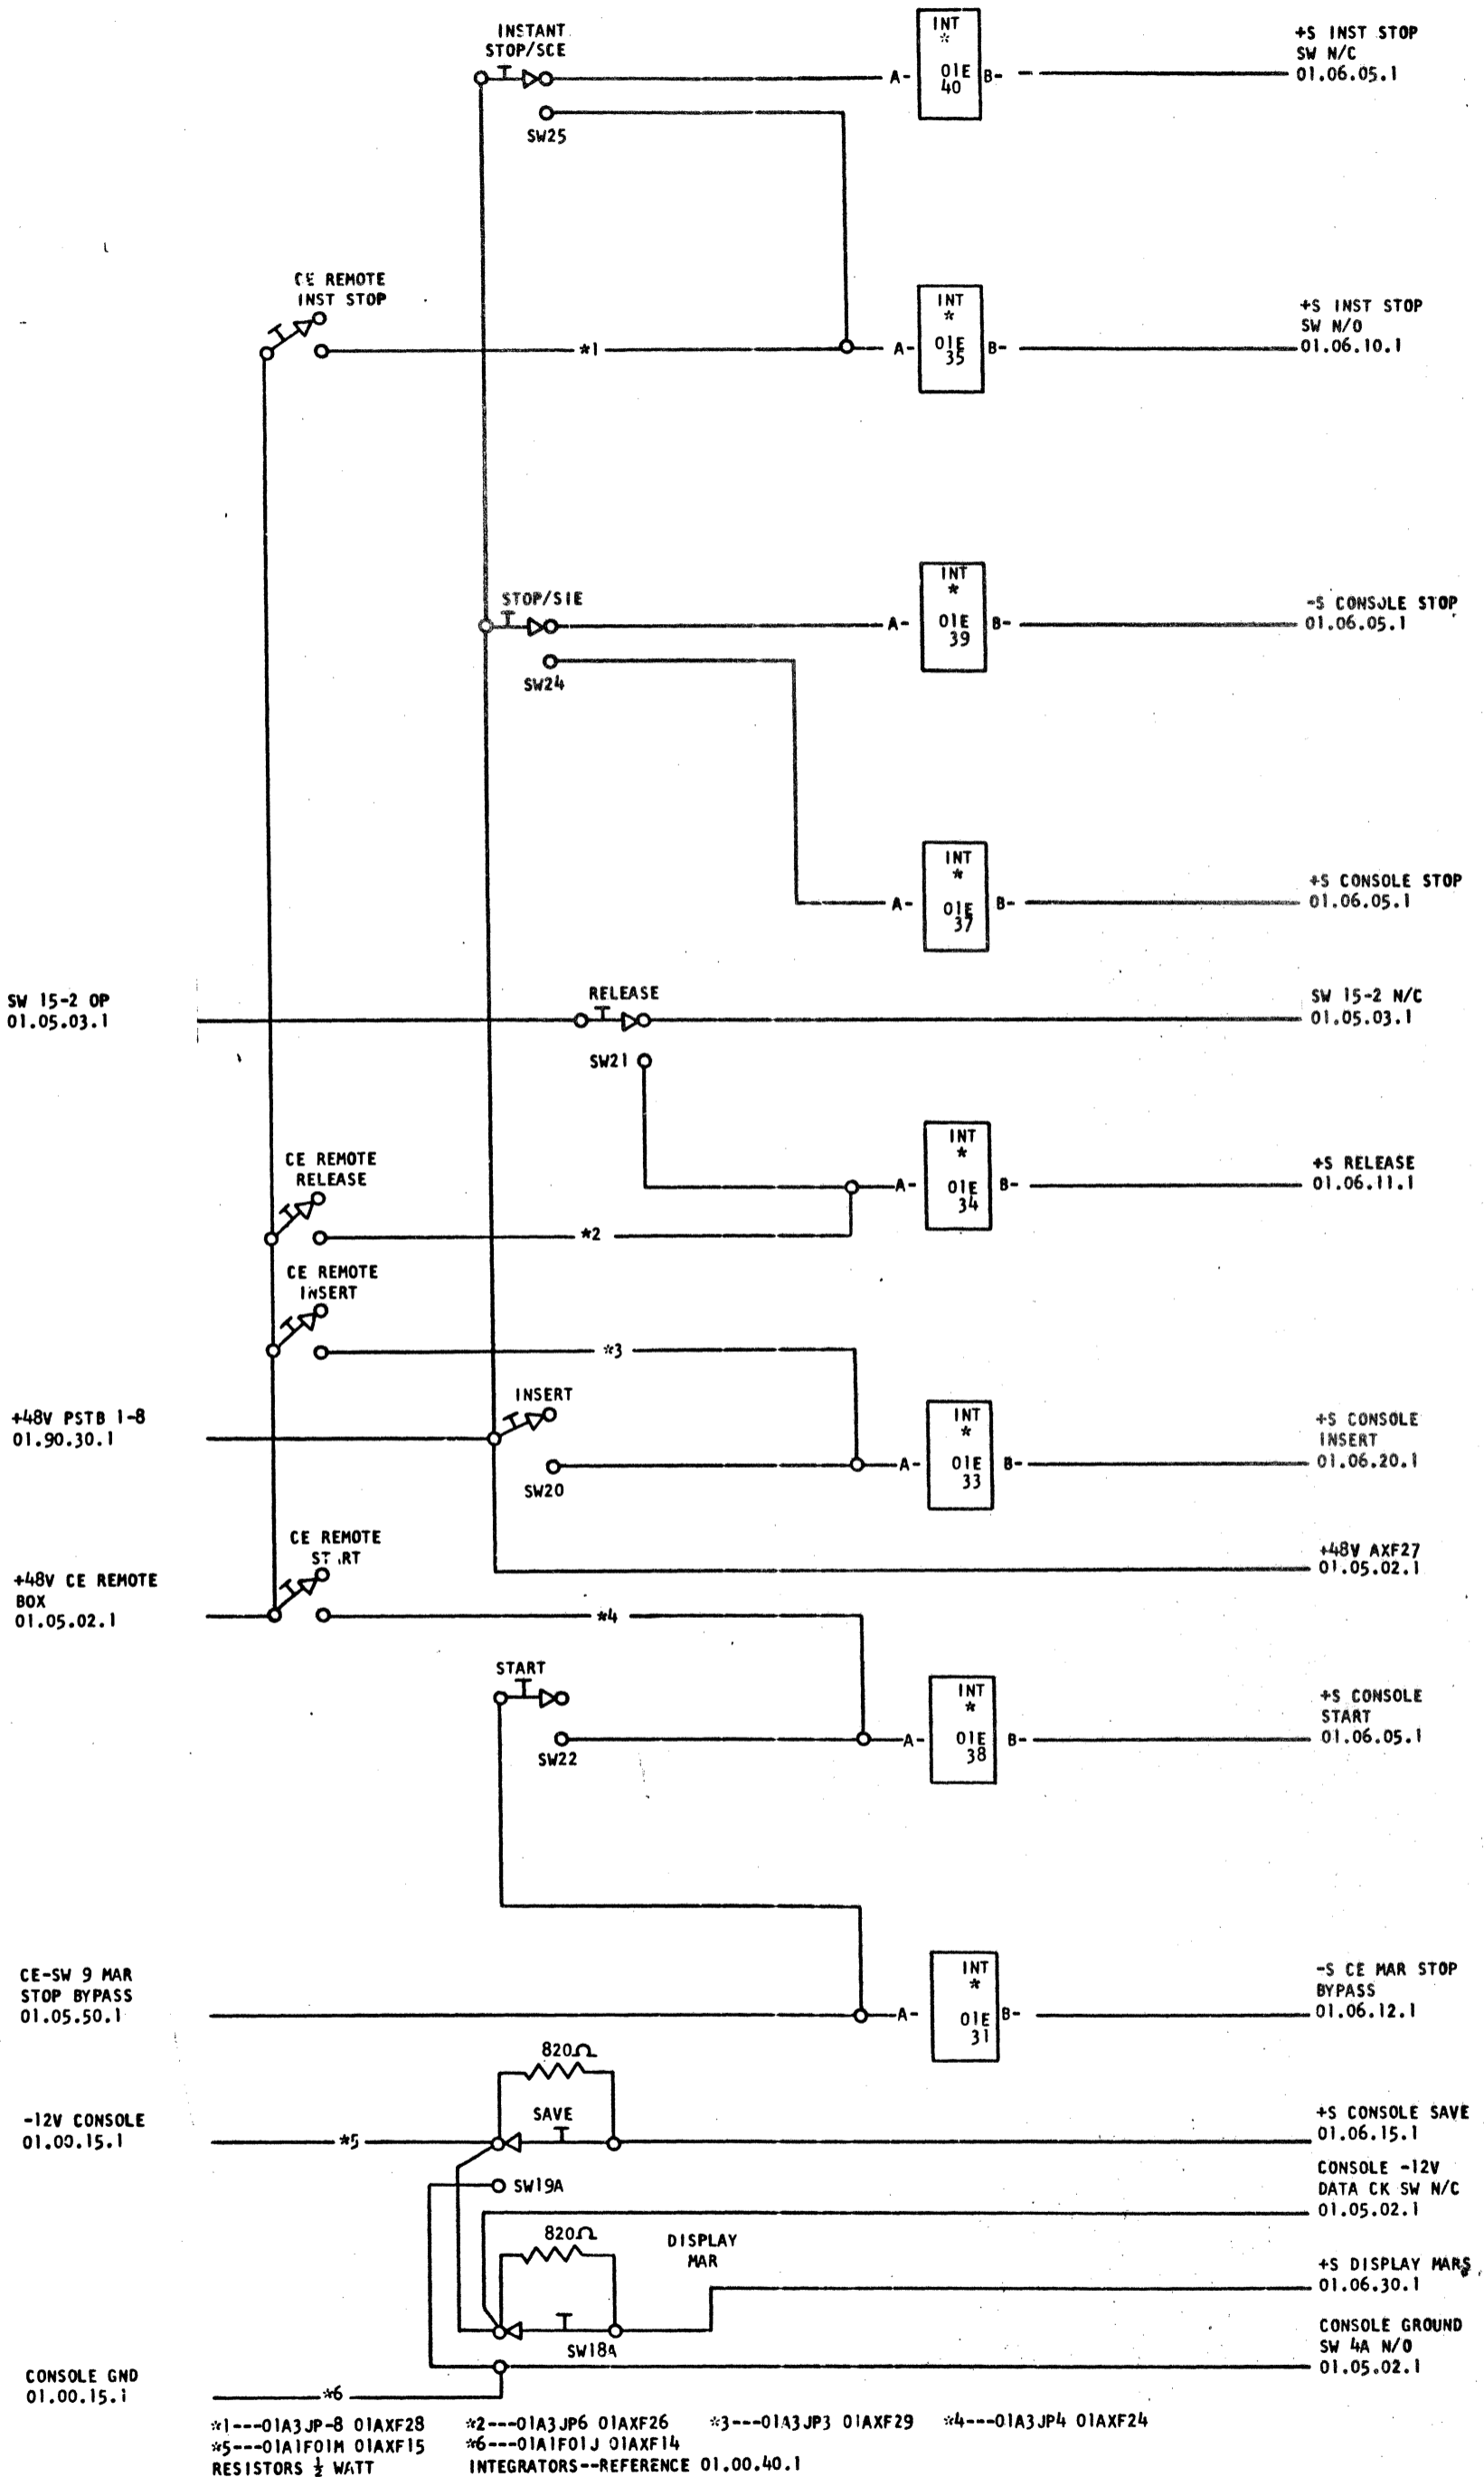 INSTANT
STOP/SCE
INT
*
01E
40
A-
B-
+S INST STOP
SW N/C
01.06.05.1
SW25
CE REMOTE
INST STOP
*1
A-
INT
*
01E
35
B-
+S INST STOP
SW N/O
01.06.10.1
STOP/SIE
A-
INT
*
01E
39
B-
-S CONSOLE STOP
01.06.05.1
SW24
A-
INT
*
01E
37
B-
+S CONSOLE STOP
01.06.05.1
SW 15-2 OP
01.05.03.1
RELEASE
SW 15-2 N/C
01.05.03.1
SW21
CE REMOTE
RELEASE
*2
A-
INT
*
01E
34
B-
+S RELEASE
01.06.11.1
CE REMOTE
INSERT
*3
+48V PSTB 1-8
01.90.30.1
INSERT
SW20
A-
INT
*
01E
33
B-
+S CONSOLE
INSERT
01.06.20.1
+48V AXF27
01.05.02.1
CE REMOTE
ST RT
+48V CE REMOTE
BOX
01.05.02.1
*4
START
SW22
A-
INT
*
01E
38
B-
+S CONSOLE
START
01.06.05.1
CE-SW 9 MAR
STOP BYPASS
01.05.50.1
A-
INT
*
01E
31
B-
-S CE MAR STOP
BYPASS
01.06.12.1
820Ω
-12V CONSOLE
01.00.15.1
*5
SAVE
+S CONSOLE SAVE
01.06.15.1
SW19A
CONSOLE -12V
DATA CK SW N/C
01.05.02.1
820Ω
DISPLAY
MAR
+S DISPLAY MARS
01.06.30.1
SW18A
CONSOLE GROUND
SW 4A N/O
01.05.02.1
CONSOLE GND
01.00.15.1
*6
*1---01A3JP-8 01AXF28 *2---01A3JP6 01AXF26 *3---01A3JP3 01AXF29 *4---01A3JP4 01AXF24
*5---01A1F01M 01AXF15 *6---01A1F01J 01AXF14
RESISTORS ½ WATT INTEGRATORS--REFERENCE 01.00.40.1